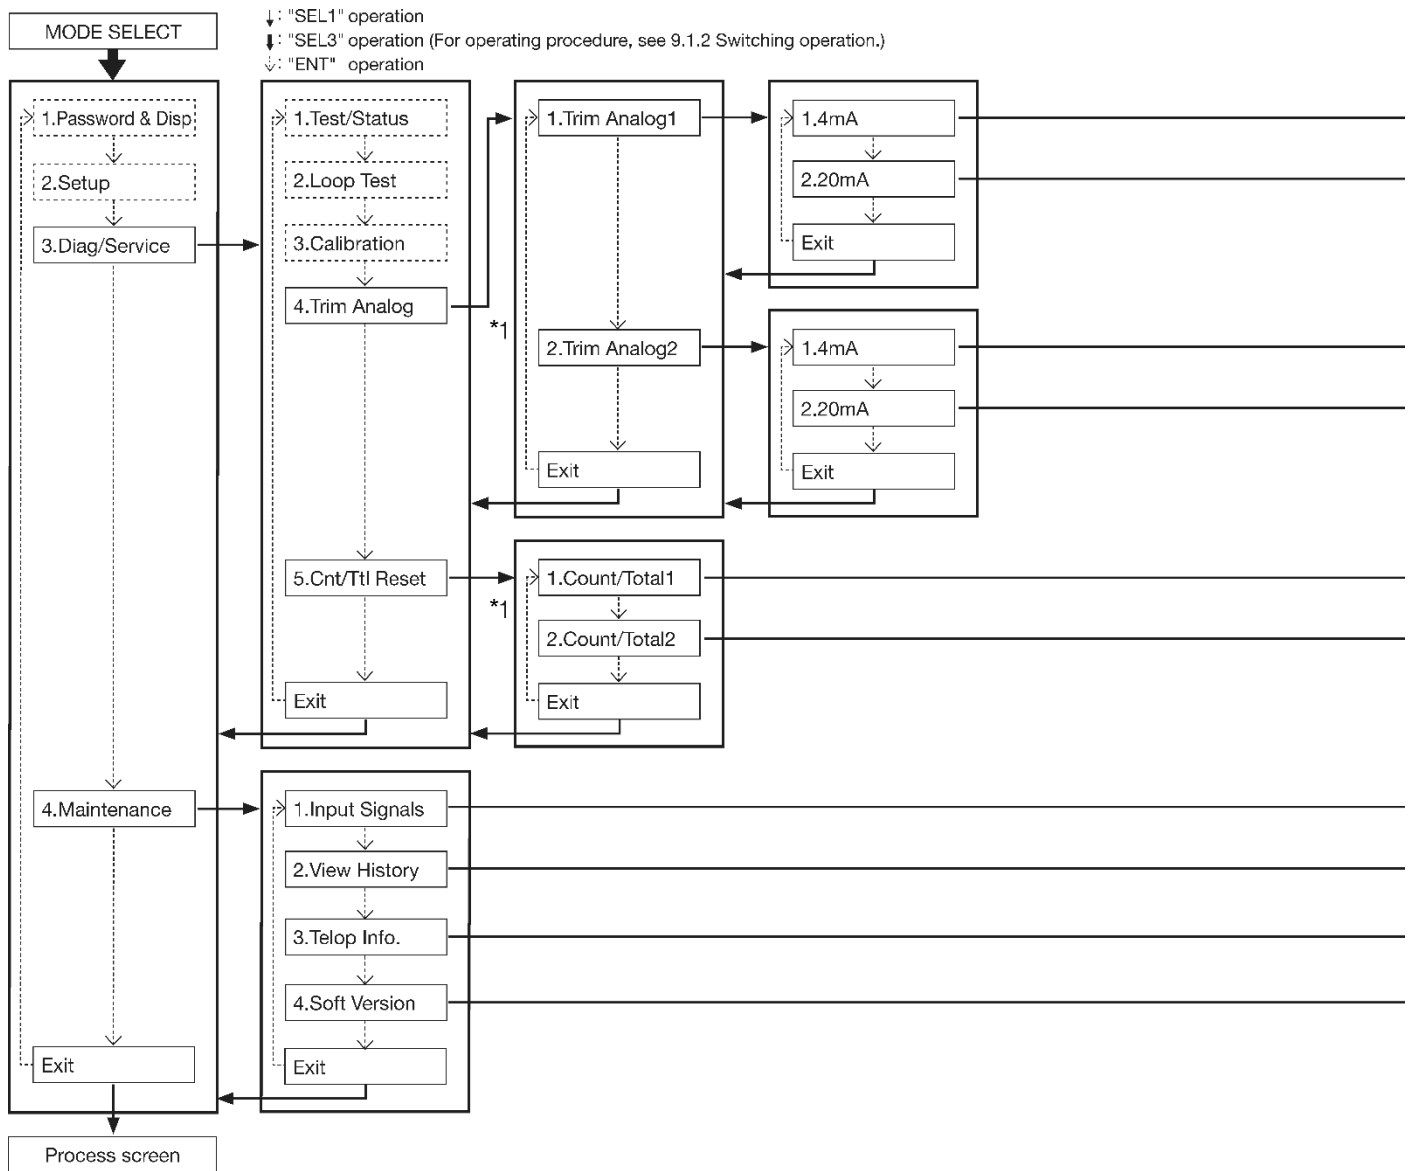 ↓: "SEL1" operation
MODE SELECT
⬇: "SEL3" operation (For operating procedure, see 9.1.2 Switching operation.)
: "ENT" operation
1.Password & Disp
2.Setup
3.Diag/Service
4.Maintenance
Exit
Process screen
1.Test/Status
2.Loop Test
3.Calibration
4.Trim Analog
5.Cnt/Ttl Reset
Exit
*1
1.Trim Analog1
2.Trim Analog2
Exit
1.4mA
2.20mA
Exit
1.4mA
2.20mA
Exit
*1
1.Count/Total1
2.Count/Total2
Exit
1.Input Signals
2.View History
3.Telop Info.
4.Soft Version
Exit